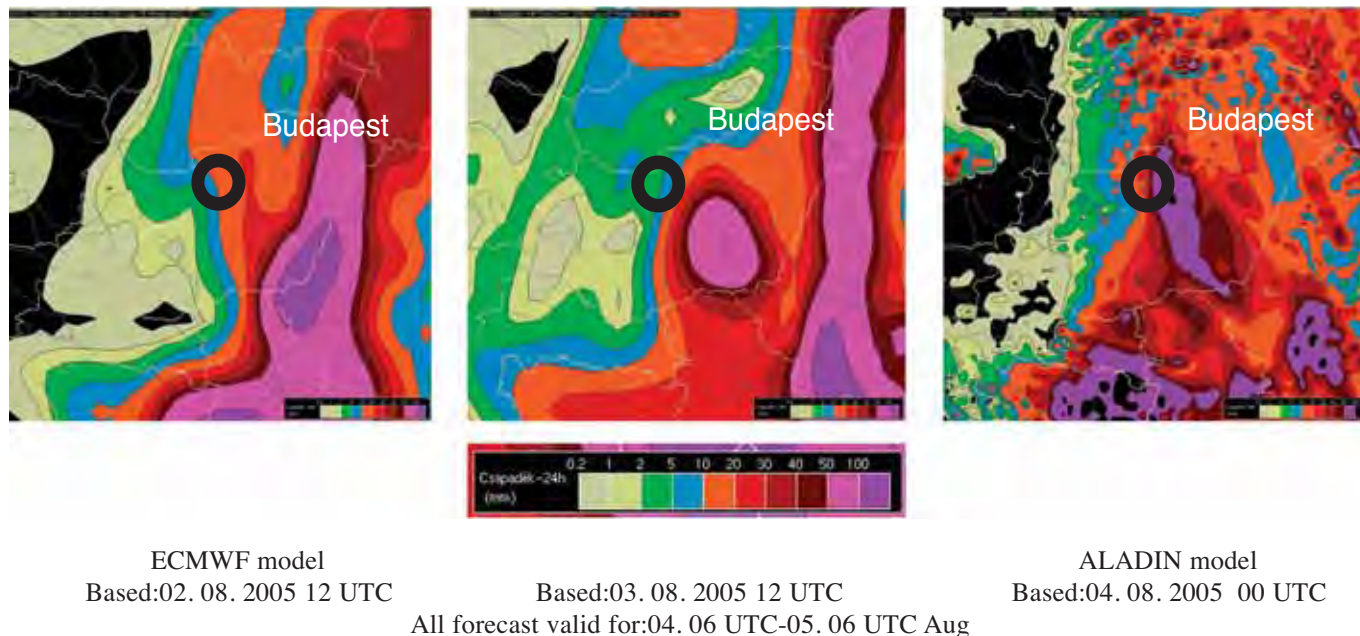 Budapest
Budapest
Budapest
Csapadék-24h
(mm)
0.2 1 2 5 10 20 30 40 50 100
ECMWF model
Based:02. 08. 2005 12 UTC
Based:03. 08. 2005 12 UTC
ALADIN model
Based:04. 08. 2005 00 UTC
All forecast valid for:04. 06 UTC-05. 06 UTC Aug